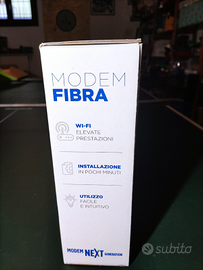 MODEM
FIBRA
WI-FI
ELEVATE
PRESTAZIONI
INSTALLAZIONE
IN POCHI MINUTI
UTILIZZO
FACILE
E INTUITIVO
MODEM NEXT GENERATION
subito